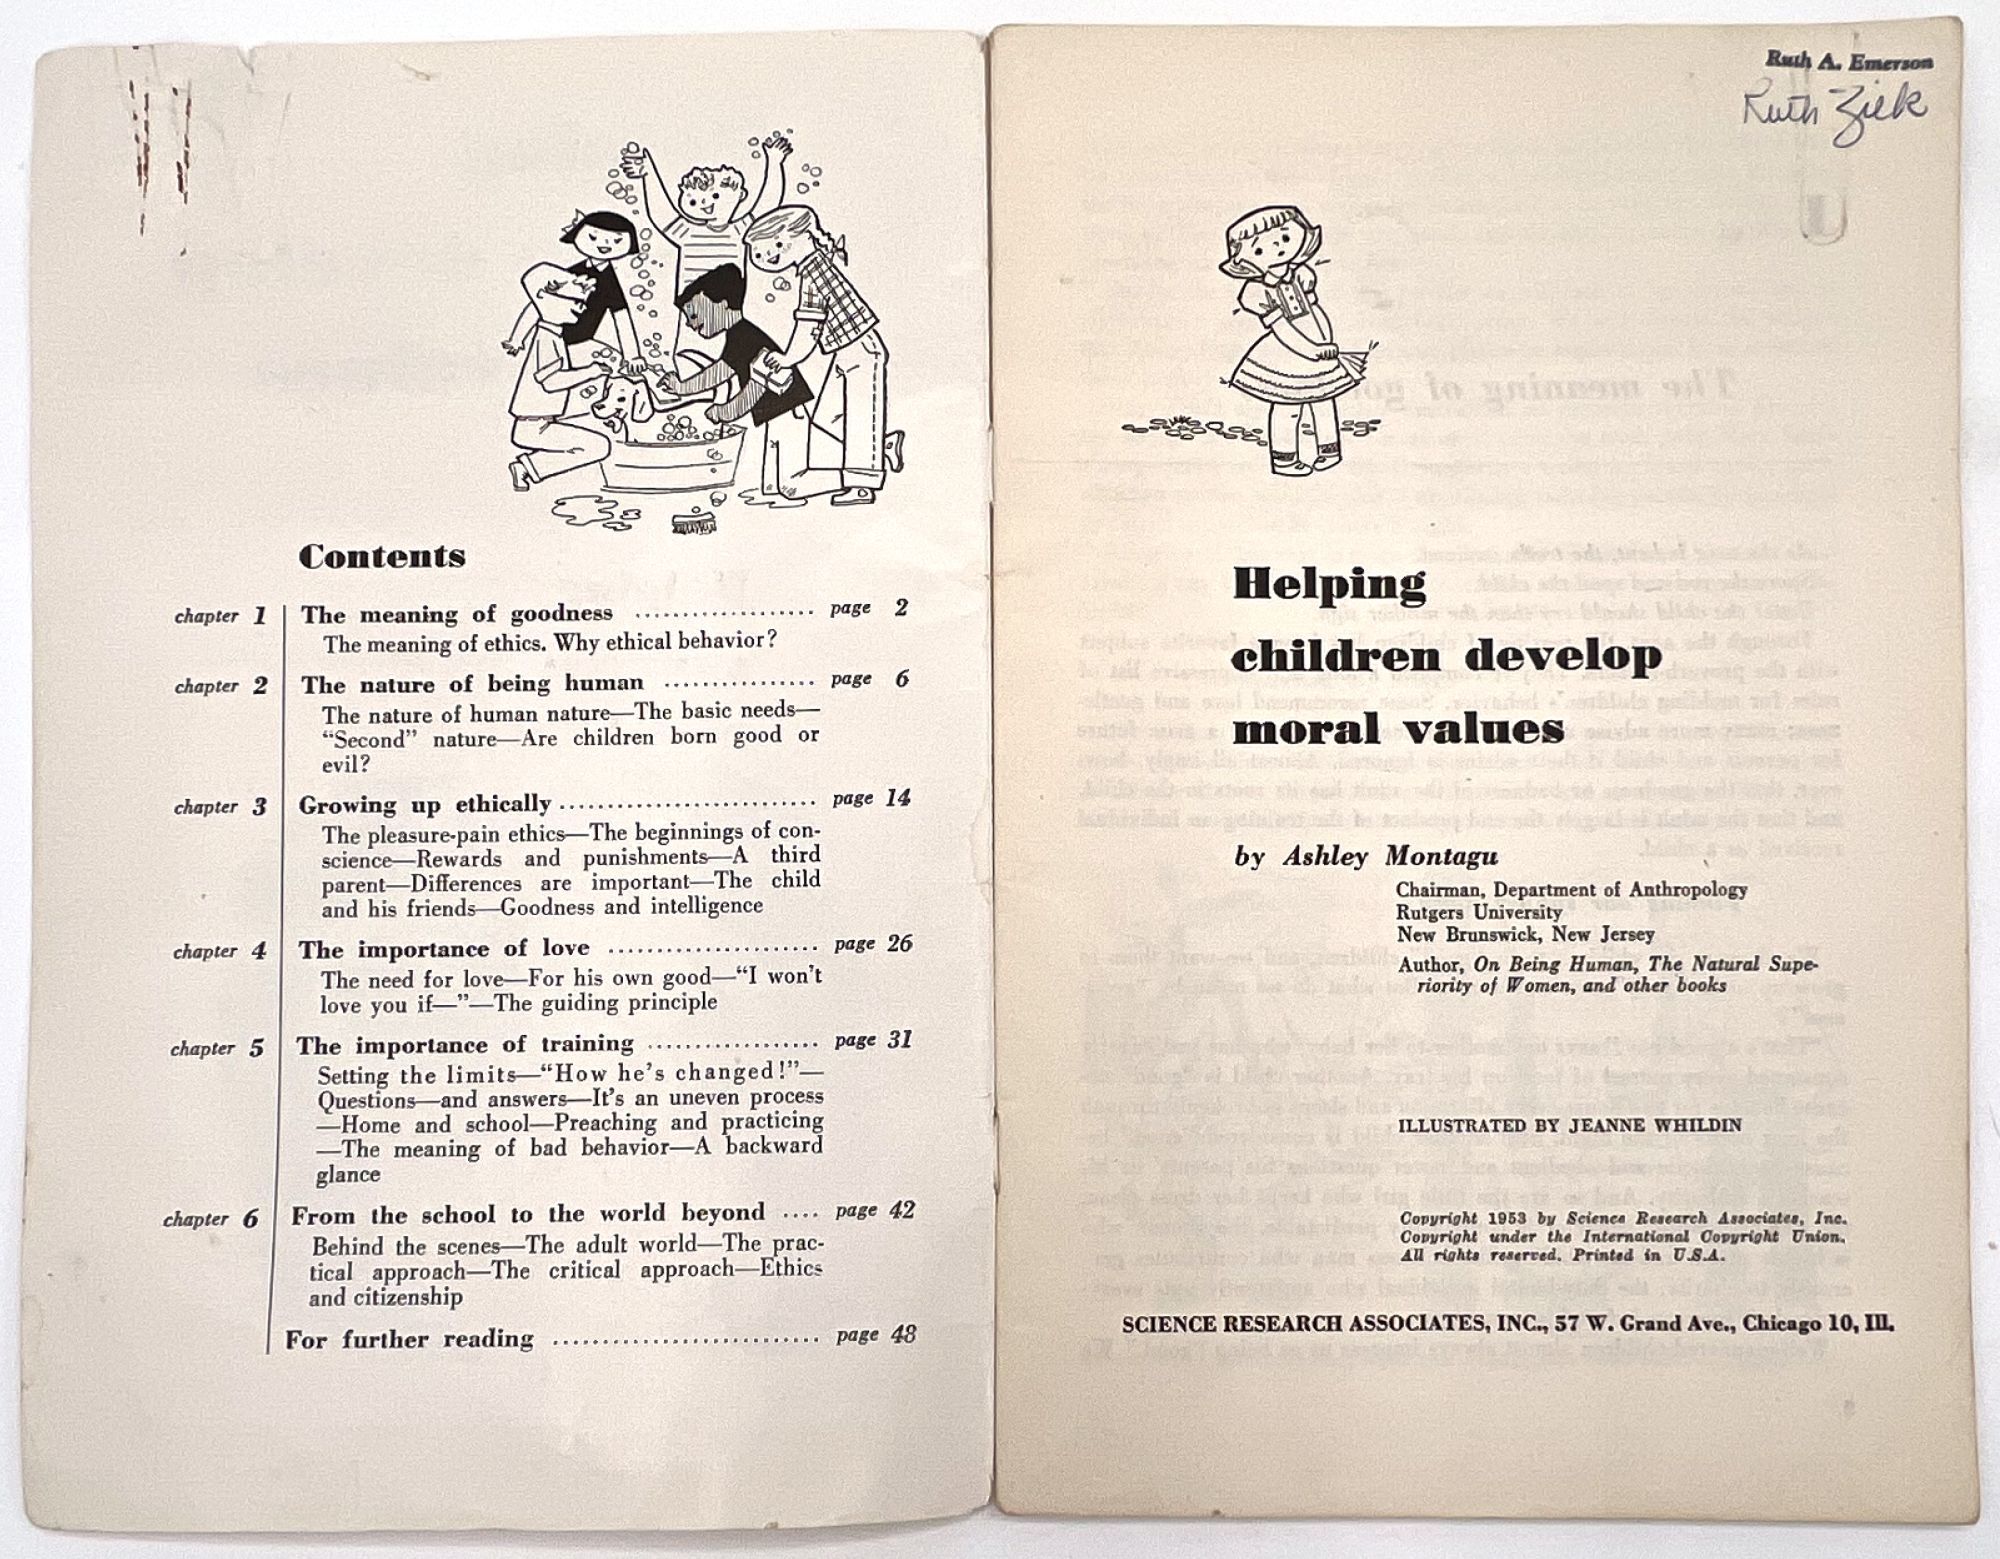 Contents
chapter 1 The meaning of goodness ................... page 2
The meaning of ethics. Why ethical behavior?
chapter 2 The nature of being human ................ page 6
The nature of human nature—The basic needs—
“Second” nature—Are children born good or
evil?
chapter 3 Growing up ethically ........................... page 14
The pleasure-pain ethics—The beginnings of con-
science—Rewards and punishments—A third
parent—Differences are important—The child
and his friends—Goodness and intelligence
chapter 4 The importance of love ...................... page 26
The need for love—For his own good—“I won’t
love you if—”—The guiding principle
chapter 5 The importance of training .................. page 31
Setting the limits—“How he’s changed!”—
Questions—and answers—It’s an uneven process
—Home and school—Preaching and practicing
—The meaning of bad behavior—A backward
glance
chapter 6 From the school to the world beyond .... page 42
Behind the scenes—The adult world—The prac-
tical approach—The critical approach—Ethics
and citizenship
For further reading ............................ page 48
Ruth A. Emerson
Ruth Ziek
Helping
children develop
moral values
by Ashley Montagu
Chairman, Department of Anthropology
Rutgers University
New Brunswick, New Jersey
Author, On Being Human, The Natural Supe-
riority of Women, and other books
ILLUSTRATED BY JEANNE WHILDIN
Copyright 1953 by Science Research Associates, Inc.
Copyright under the International Copyright Union.
All rights reserved. Printed in U.S.A.
SCIENCE RESEARCH ASSOCIATES, INC., 57 W. Grand Ave., Chicago 10, Ill.